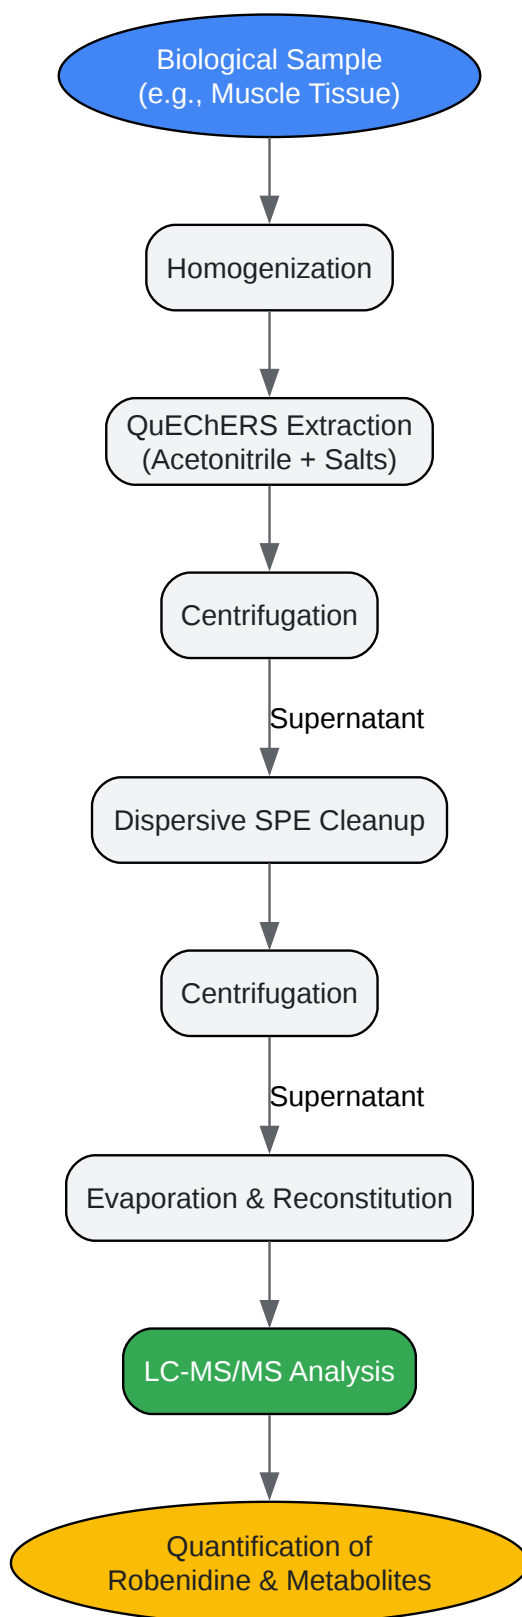 Biological Sample
(e.g., Muscle Tissue)
Homogenization
QuEChERS Extraction
(Acetonitrile + Salts)
Centrifugation
Supernatant
Dispersive SPE Cleanup
Centrifugation
Supernatant
Evaporation & Reconstitution
LC-MS/MS Analysis
Quantification of
Robenidine & Metabolites